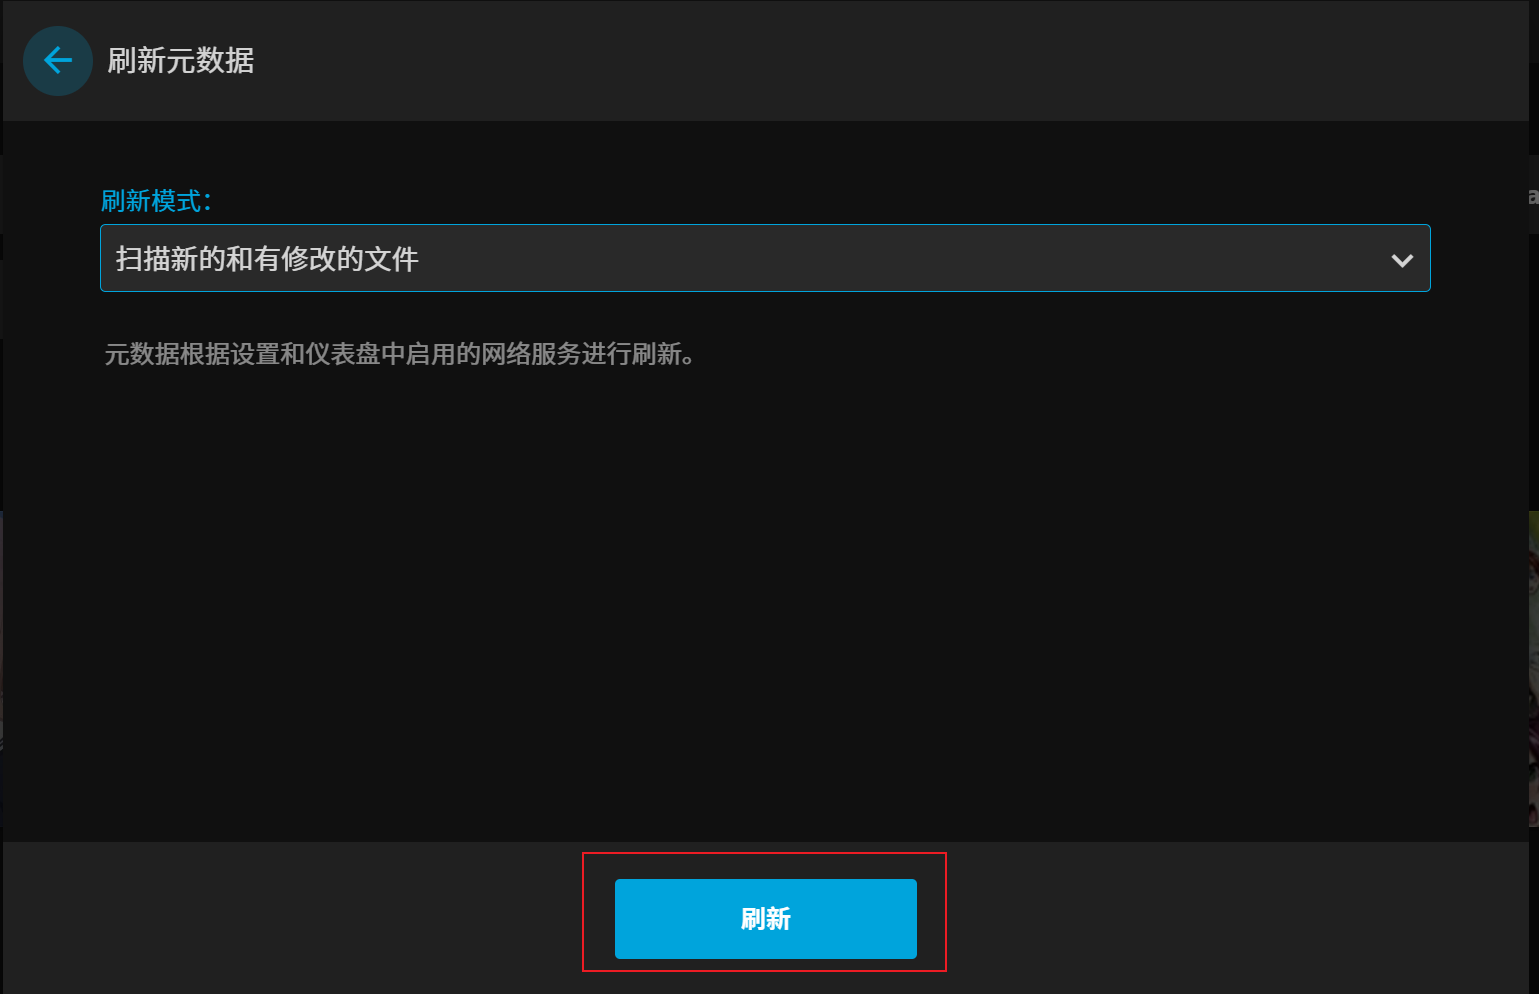 刷新元数据
刷新模式：
扫描新的和有修改的文件
元数据根据设置和仪表盘中启用的网络服务进行刷新。
刷新